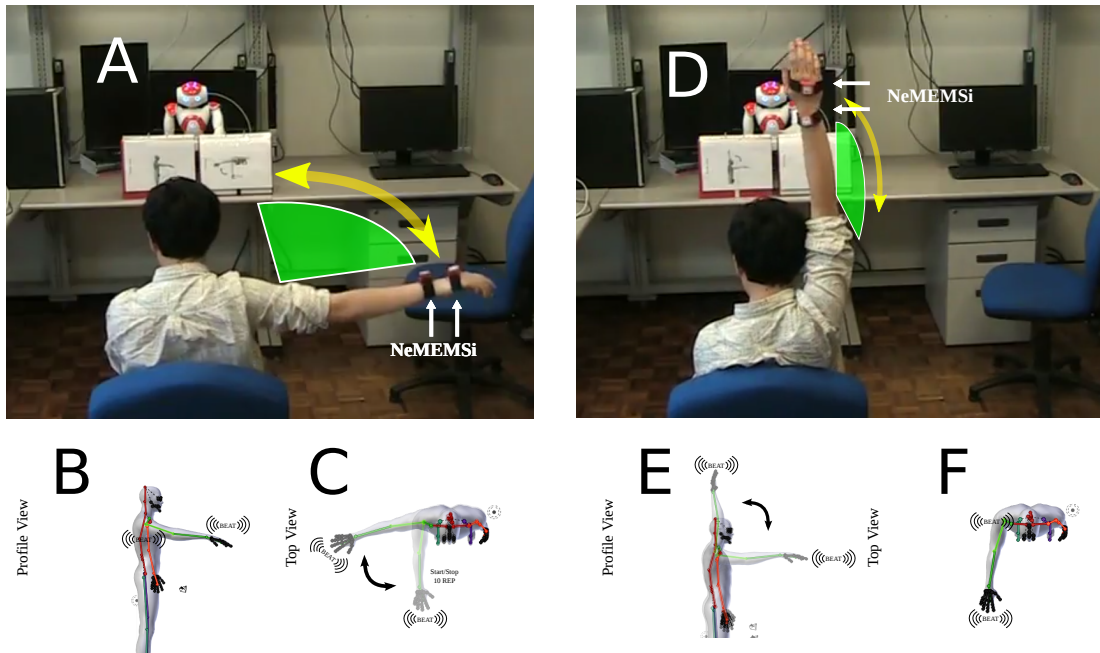 A
NeMEMSi
D
NeMEMSi
B
Profile View
(BEAT)
(BEAT)
C
Top View
(BEAT)
Start/Stop
10 REP
(BEAT)
E
Profile View
(BEAT)
(BEAT)
F
Top View
(BEAT)
(BEAT)